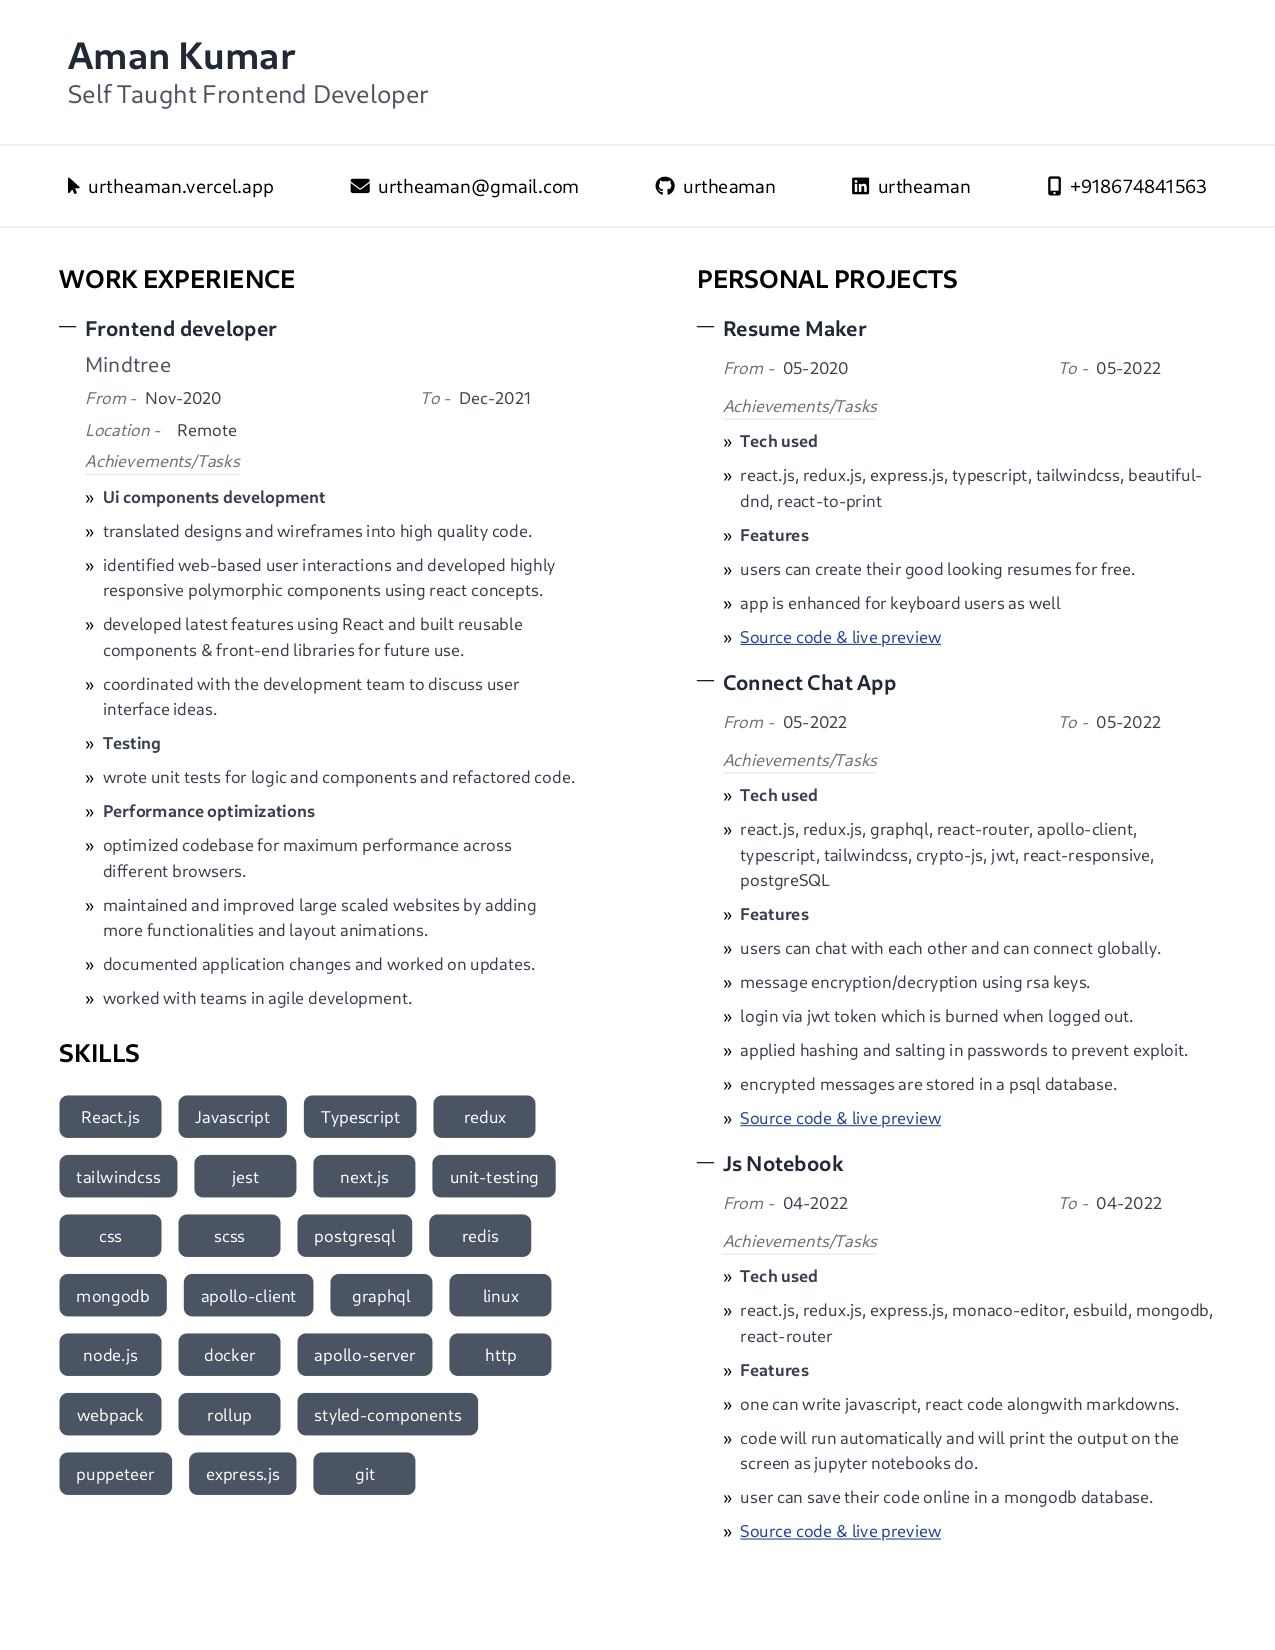 Aman Kumar
Self Taught Frontend Developer
urtheaman.vercel.app
urtheaman@gmail.com
urtheaman
urtheaman
+918674841563
WORK EXPERIENCE
— Frontend developer
Mindtree
From - Nov-2020 To - Dec-2021
Location - Remote
Achievements/Tasks
» Ui components development
» translated designs and wireframes into high quality code.
» identified web-based user interactions and developed highly
responsive polymorphic components using react concepts.
» developed latest features using React and built reusable
components & front-end libraries for future use.
» coordinated with the development team to discuss user
interface ideas.
» Testing
» wrote unit tests for logic and components and refactored code.
» Performance optimizations
» optimized codebase for maximum performance across
different browsers.
» maintained and improved large scaled websites by adding
more functionalities and layout animations.
» documented application changes and worked on updates.
» worked with teams in agile development.
SKILLS
React.js Javascript Typescript redux
tailwindcss jest next.js unit-testing
css scss postgresql redis
mongodb apollo-client graphql linux
node.js docker apollo-server http
webpack rollup styled-components
puppeteer express.js git
PERSONAL PROJECTS
— Resume Maker
From - 05-2020 To - 05-2022
Achievements/Tasks
» Tech used
» react.js, redux.js, express.js, typescript, tailwindcss, beautiful-
dnd, react-to-print
» Features
» users can create their good looking resumes for free.
» app is enhanced for keyboard users as well
» Source code & live preview
— Connect Chat App
From - 05-2022 To - 05-2022
Achievements/Tasks
» Tech used
» react.js, redux.js, graphql, react-router, apollo-client,
typescript, tailwindcss, crypto-js, jwt, react-responsive,
postgreSQL
» Features
» users can chat with each other and can connect globally.
» message encryption/decryption using rsa keys.
» login via jwt token which is burned when logged out.
» applied hashing and salting in passwords to prevent exploit.
» encrypted messages are stored in a psql database.
» Source code & live preview
— Js Notebook
From - 04-2022 To - 04-2022
Achievements/Tasks
» Tech used
» react.js, redux.js, express.js, monaco-editor, esbuild, mongodb,
react-router
» Features
» one can write javascript, react code alongwith markdowns.
» code will run automatically and will print the output on the
screen as jupyter notebooks do.
» user can save their code online in a mongodb database.
» Source code & live preview